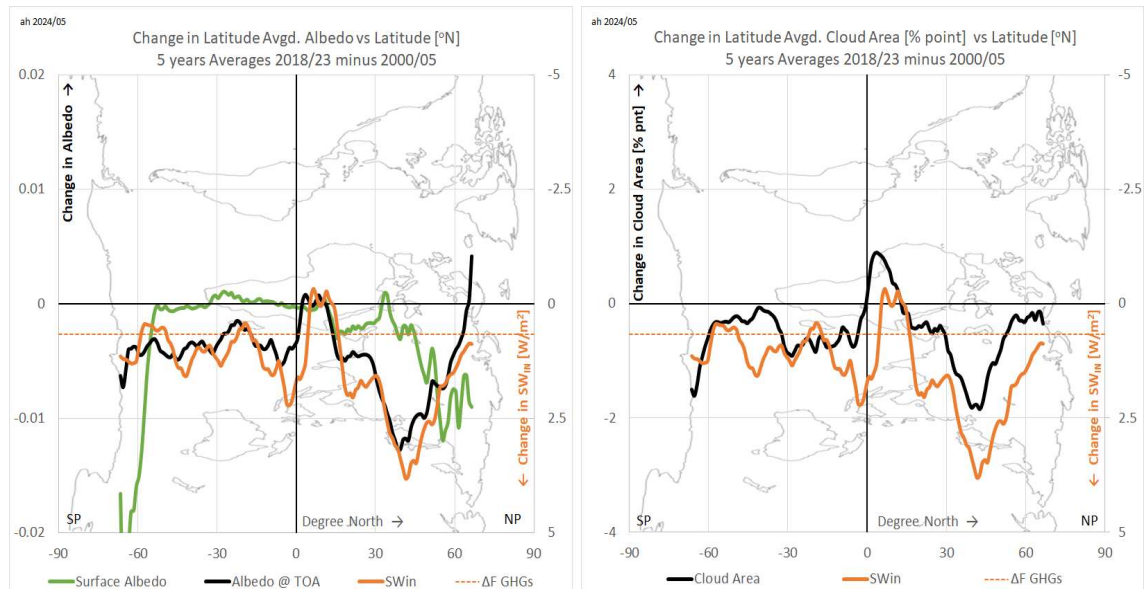 ah 2024/05
Change in Latitude Avgd. Albedo vs Latitude [°N]
5 years Averages 2018/23 minus 2000/05
0.02
0.01
0
-0.01
-0.02
Change in Albedo →
-5
-2.5
0
2.5
5
← Change in SWIN [W/m²]
SP
Degree North →
NP
-90
-60
-30
0
30
60
90
Surface Albedo
Albedo @ TOA
SWin
ΔF GHGs
ah 2024/05
Change in Latitude Avgd. Cloud Area [% point] vs Latitude [°N]
5 years Averages 2018/23 minus 2000/05
4
2
0
-2
-4
Change in Cloud Area [% pnt] →
-5
-2.5
0
2.5
5
← Change in SWIN [W/m²]
SP
Degree North →
NP
-90
-60
-30
0
30
60
90
Cloud Area
SWin
ΔF GHGs